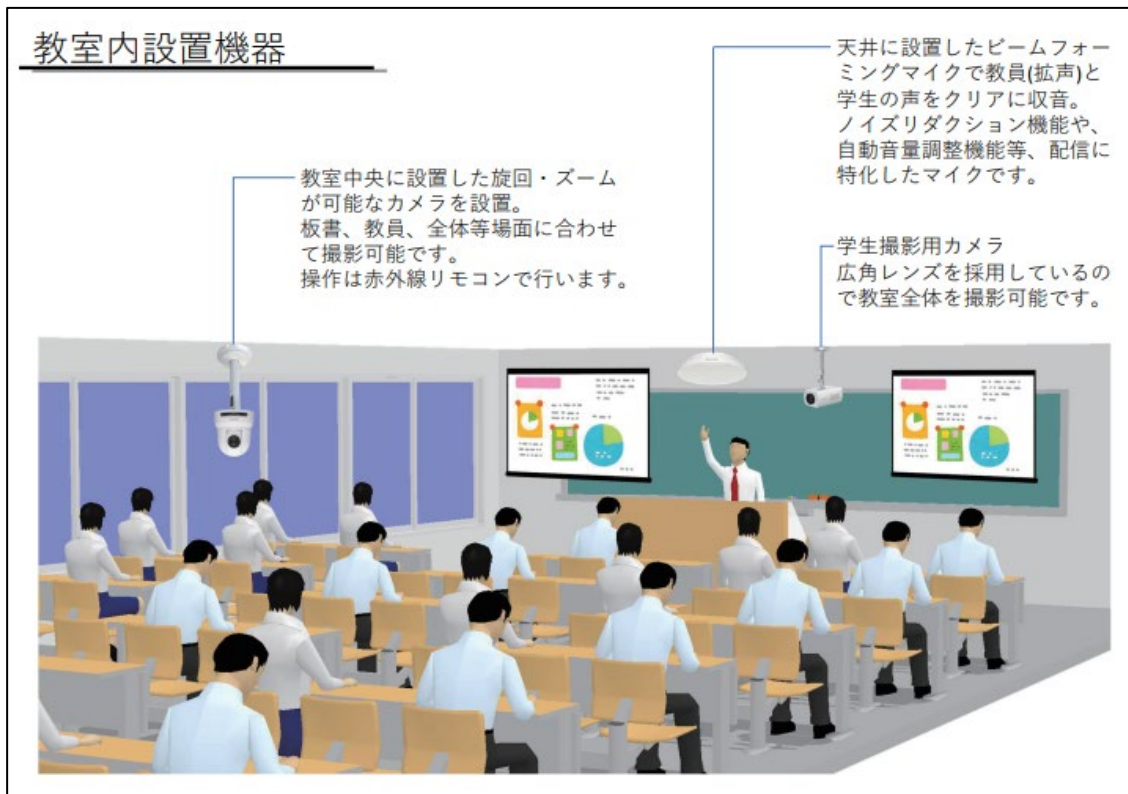 教室内設置機器
天井に設置したビームフォー
ミングマイクで教員(拡声)と
学生の声をクリアに収音。
ノイズリダクション機能や、
自動音量調整機能等、配信に
特化したマイクです。
教室中央に設置した旋回・ズーム
が可能なカメラを設置。
板書、教員、全体等場面に合わせ
て撮影可能です。
操作は赤外線リモコンで行います。
学生撮影用カメラ
広角レンズを採用しているの
で教室全体を撮影可能です。